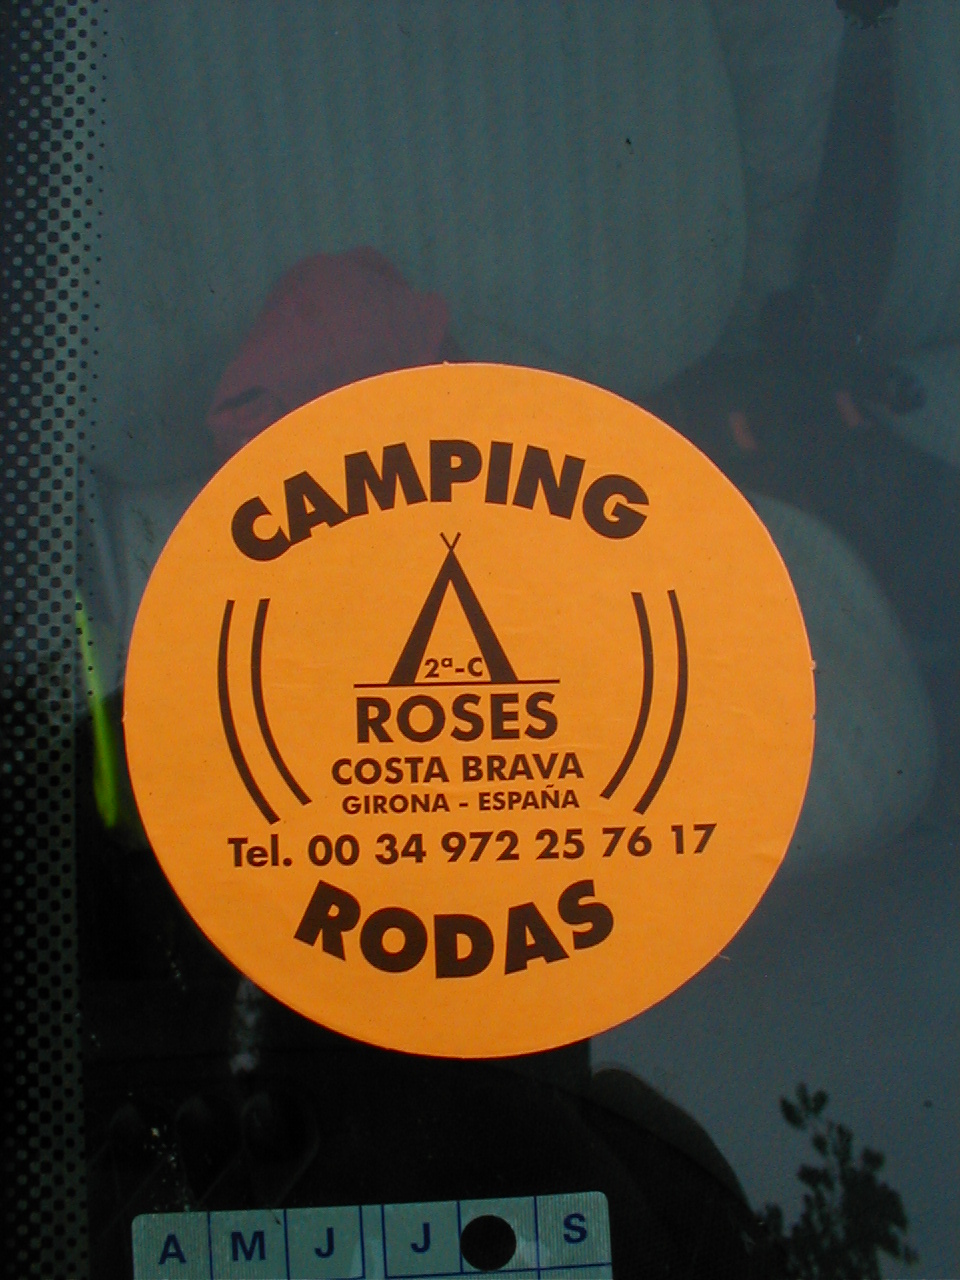 CAMPING
2ª-C
ROSES
COSTA BRAVA
GIRONA - ESPAÑA
Tel. 00 34 972 25 76 17
RODAS
A M J J S